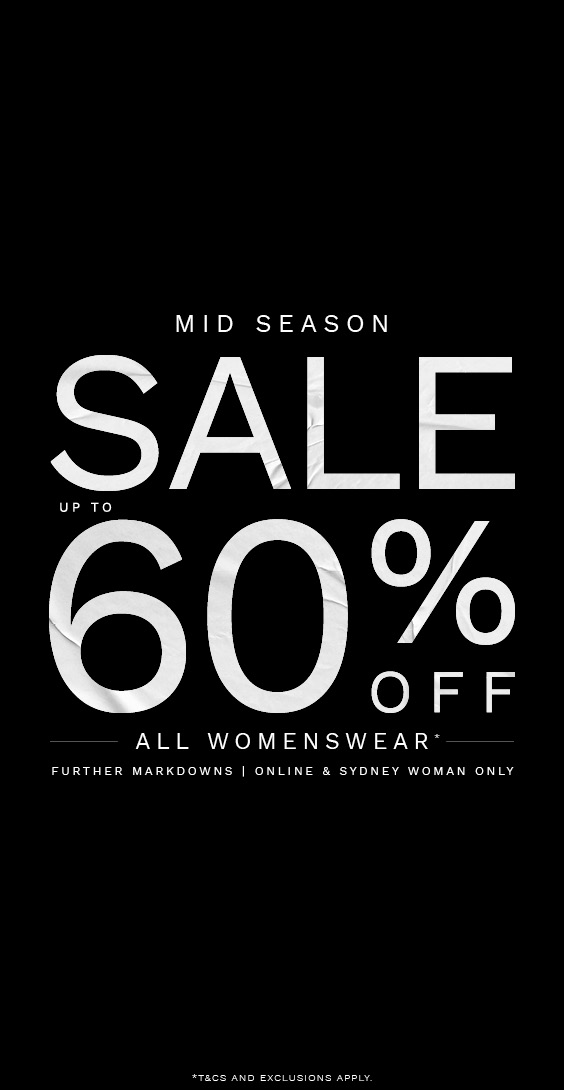 MID SEASON
SALE
UP TO
60%
OFF
ALL WOMENSWEAR*
FURTHER MARKDOWNS | ONLINE & SYDNEY WOMAN ONLY
*T&CS AND EXCLUSIONS APPLY.